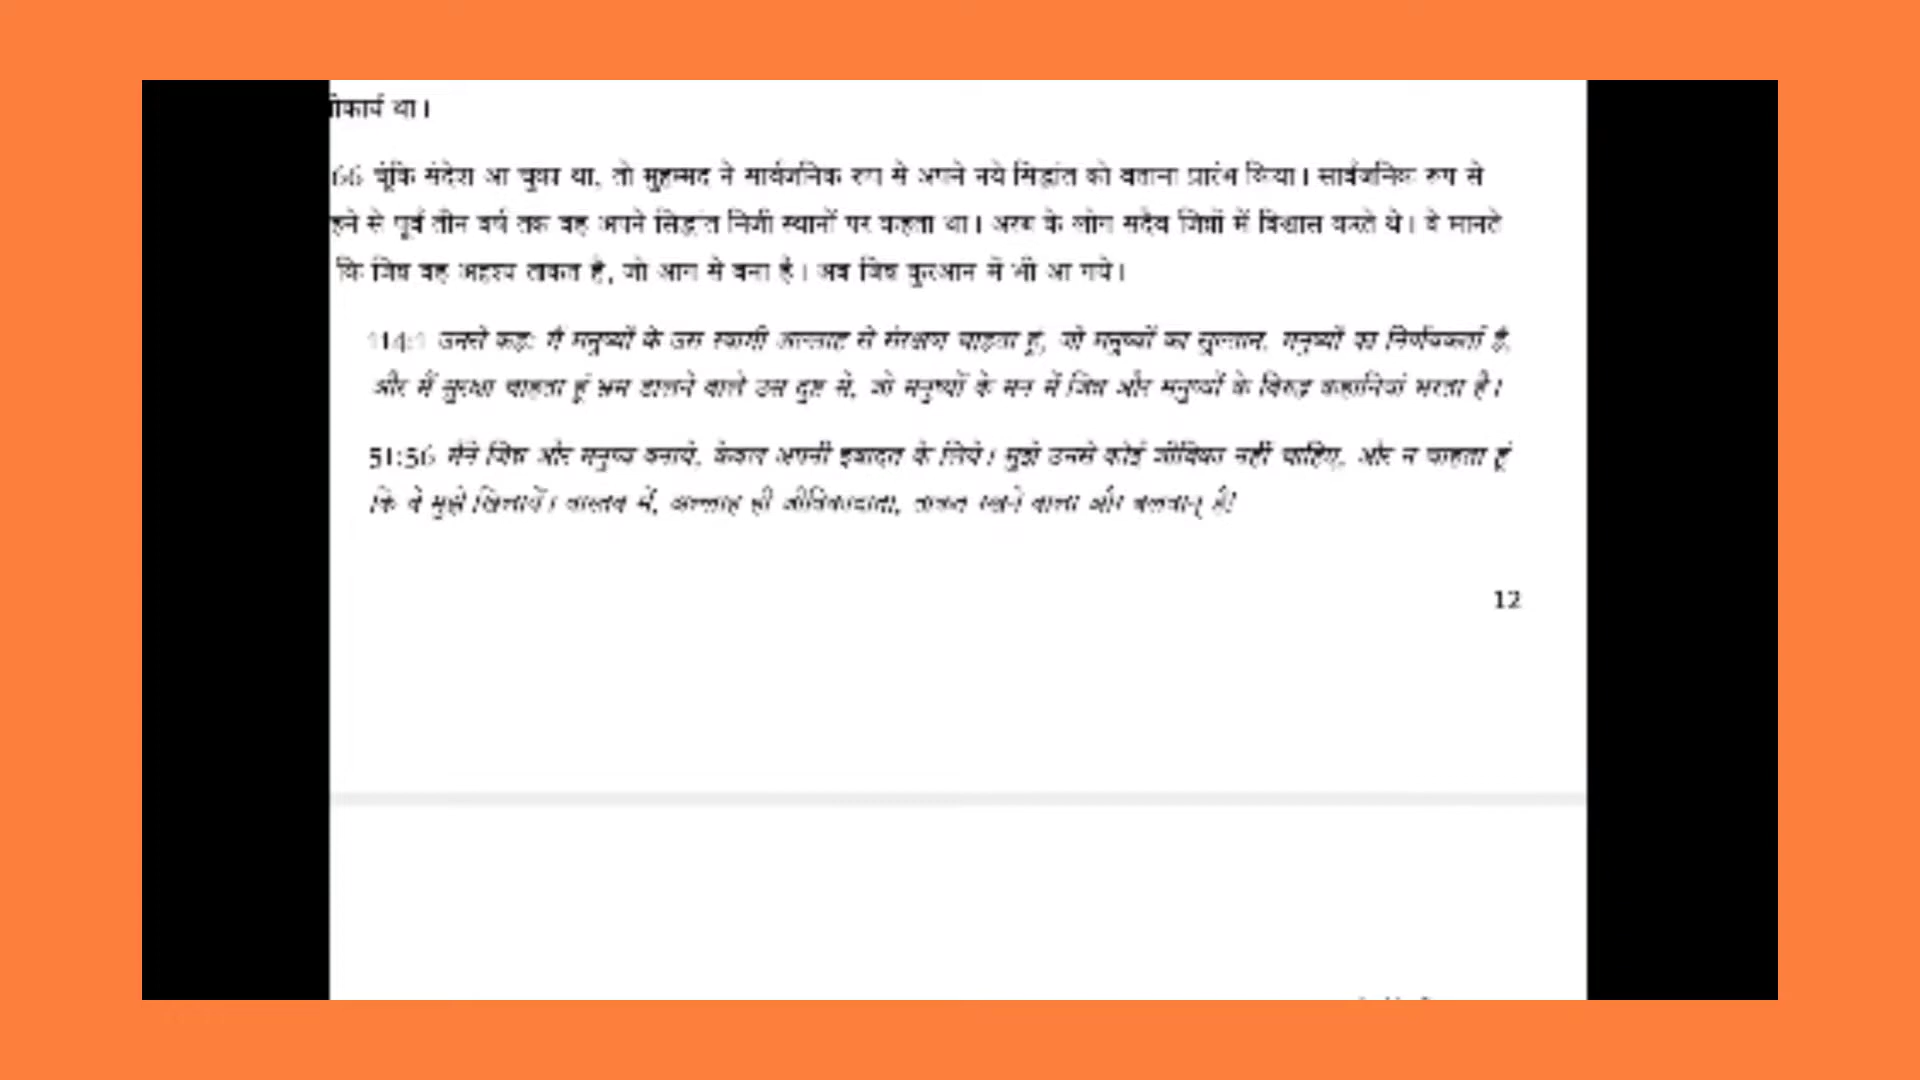 ीकार्य था।
66 चूंकि संदेश आ चुका था, तो मुहम्मद ने सार्वजनिक रूप से अपने नये सिद्धांत को बताना प्रारंभ किया। सार्वजनिक रूप से
हने से पूर्व तीन वर्ष तक वह अपने सिद्धांत निजी स्थानों पर कहता था। अरब के लोग सदैव जिन्नों में विश्वास करते थे। वे मानते
कि जिन्न वह अदृश्य ताकत है, जो आग से बना है। अब जिन्न कुरआन में भी आ गये।
114:1 उनसे कहः मैं मनुष्यों के उस स्वामी अल्लाह से संरक्षण चाहता हूं, जो मनुष्यों का सुल्तान, मनुष्यों का निर्णयकर्ता है,
और मैं सुरक्षा चाहता हूं भ्रम डालने वाले उस दुष्ट से, जो मनुष्यों के मन में जिन्न और मनुष्यों के विरुद्ध कहानियां भरता है।
51:56 मैंने जिन्न और मनुष्य बनाये, केवल अपनी इबादत के लिये। मुझे उनसे कोई जीविका नहीं चाहिए, और न चाहता हूं
कि वे मुझे खिलायें। वास्तव में, अल्लाह ही जीविकादाता, ताकत रखने वाला और बलवान् है!
12